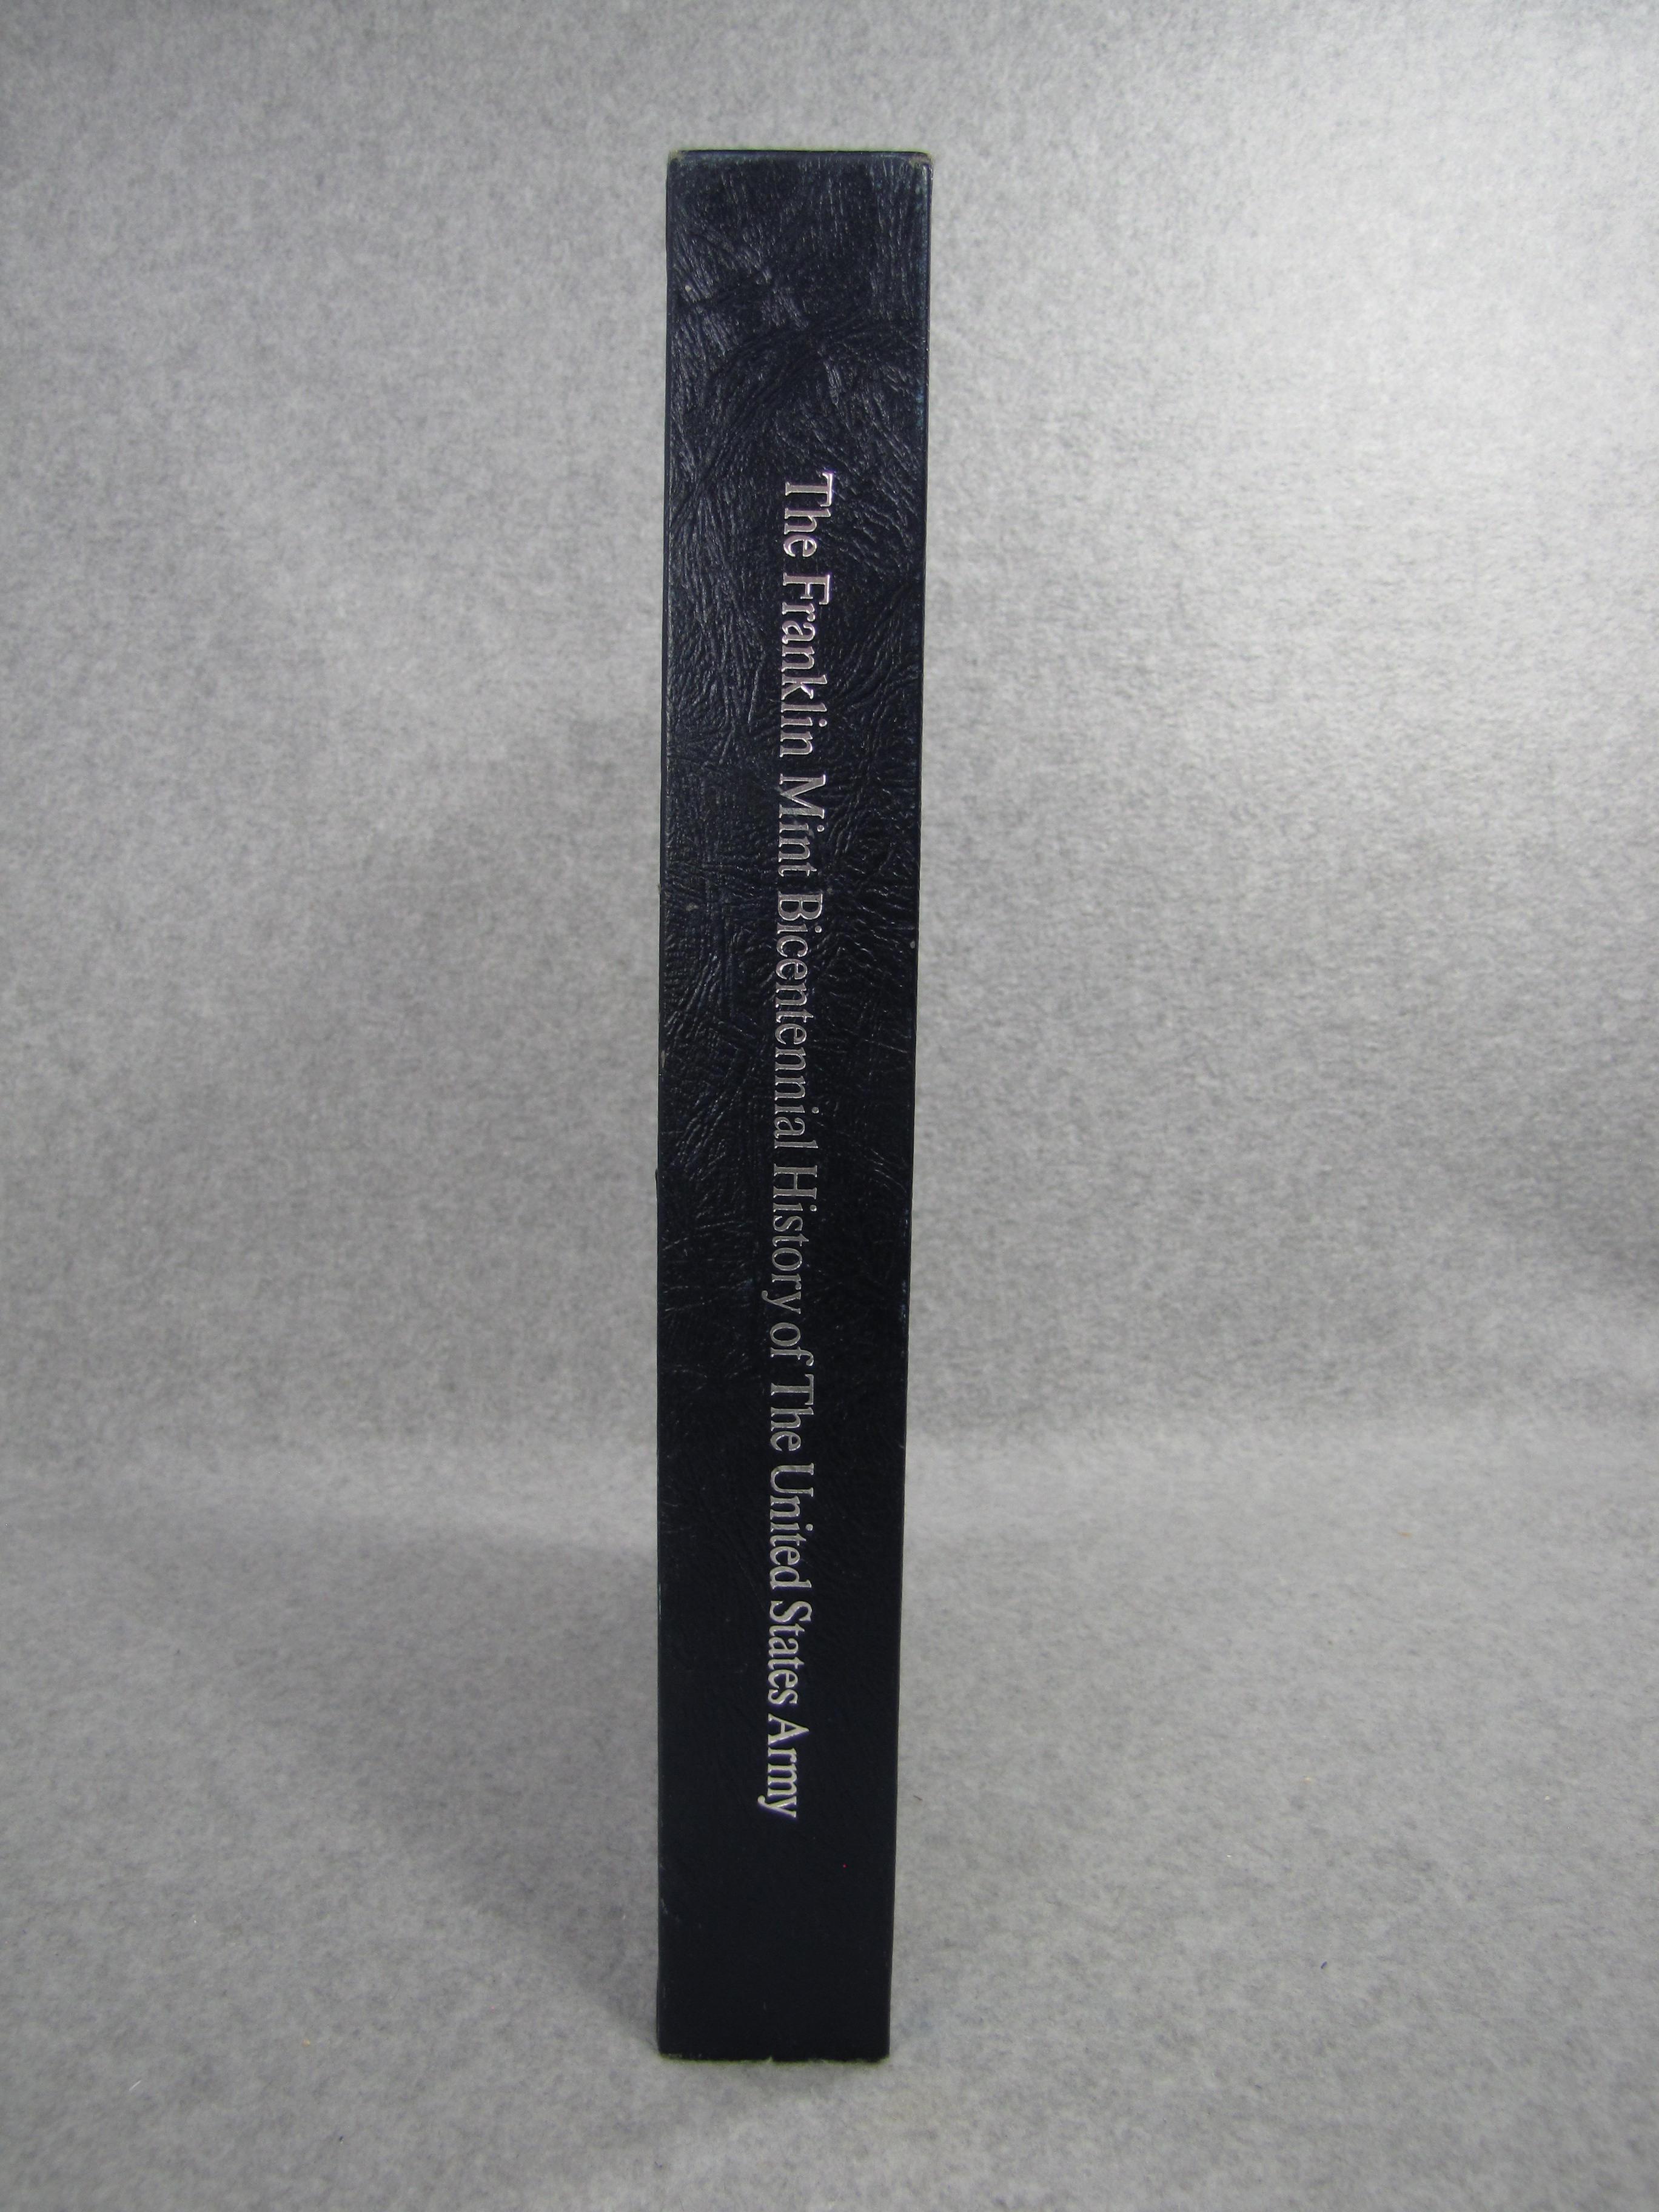 The Franklin Mint Bicentennial History of The United States Army